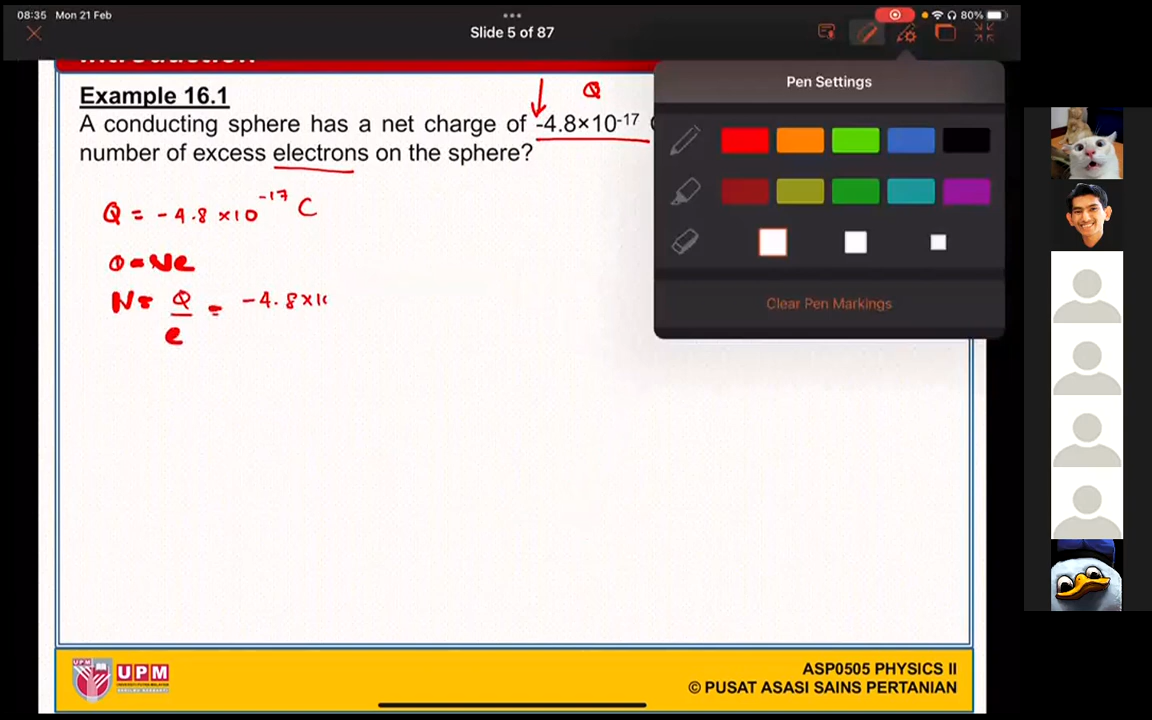 08:35 Mon 21 Feb
80%
Slide 5 of 87
Pen Settings
Clear Pen Markings
Example 16.1
Q
A conducting sphere has a net charge of -4.8×10-17
number of excess electrons on the sphere?
Q = -4.8 ×10-17 C
Q = Ne
N = Q/e = -4.8×10
UPM
UPM
ASP0505 PHYSICS II
© PUSAT ASASI SAINS PERTANIAN